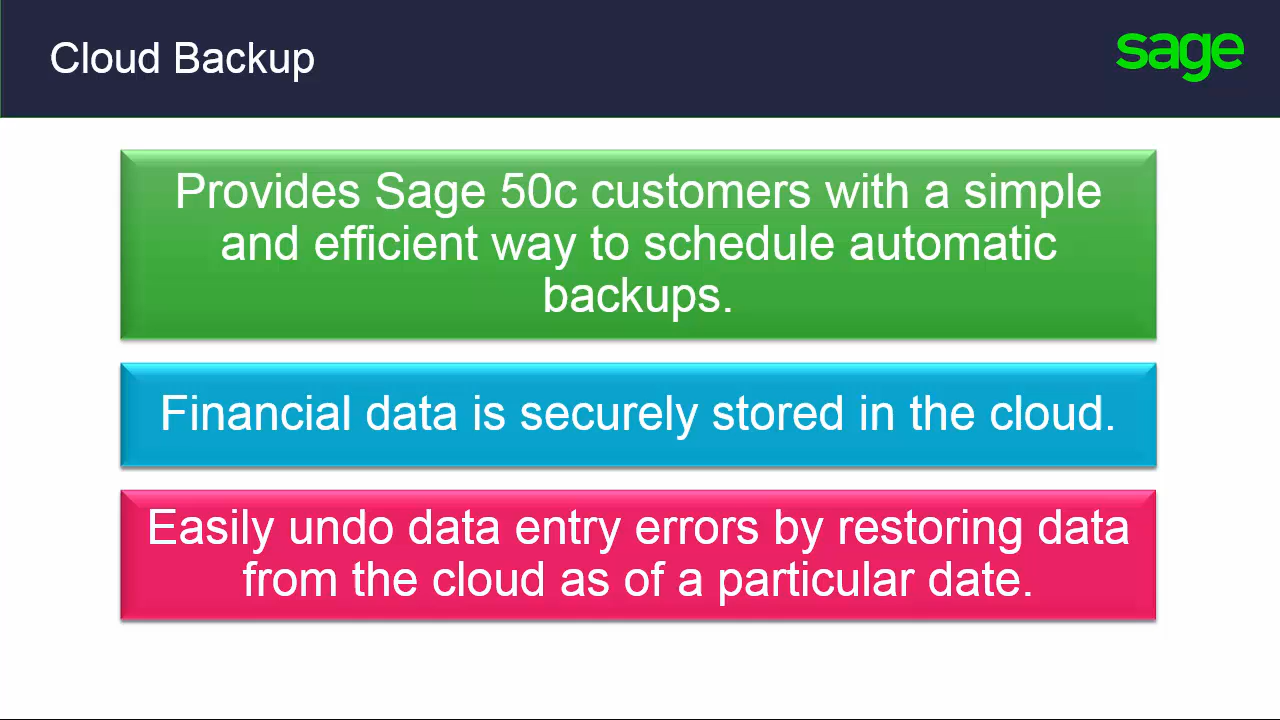 Cloud Backup
sage
Provides Sage 50c customers with a simple
and efficient way to schedule automatic
backups.
Financial data is securely stored in the cloud.
Easily undo data entry errors by restoring data
from the cloud as of a particular date.